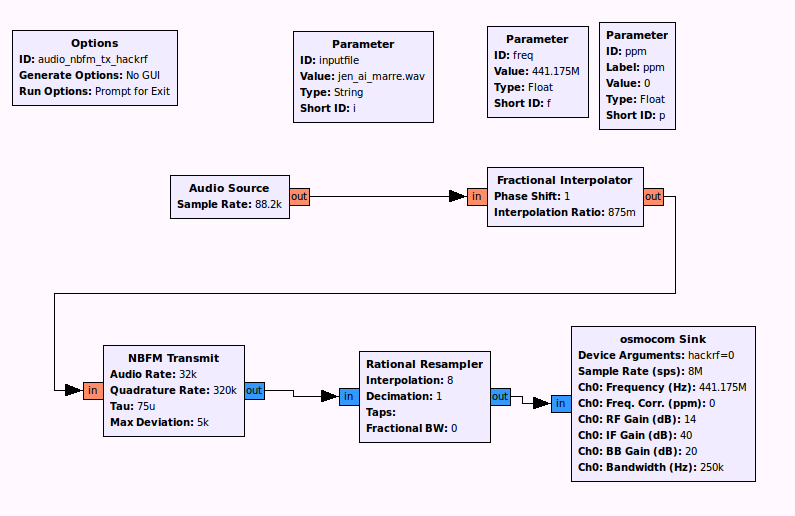 Options
ID: audio_nbfm_tx_hackrf
Generate Options: No GUI
Run Options: Prompt for Exit
Parameter
ID: inputfile
Value: jen_ai_marre.wav
Type: String
Short ID: i
Parameter
ID: freq
Value: 441.175M
Type: Float
Short ID: f
Parameter
ID: ppm
Label: ppm
Value: 0
Type: Float
Short ID: p
Audio Source
Sample Rate: 88.2k
out
in
Fractional Interpolator
Phase Shift: 1
Interpolation Ratio: 875m
out
in
NBFM Transmit
Audio Rate: 32k
Quadrature Rate: 320k
Tau: 75u
Max Deviation: 5k
out
in
Rational Resampler
Interpolation: 8
Decimation: 1
Taps:
Fractional BW: 0
out
in
osmocom Sink
Device Arguments: hackrf=0
Sample Rate (sps): 8M
Ch0: Frequency (Hz): 441.175M
Ch0: Freq. Corr. (ppm): 0
Ch0: RF Gain (dB): 14
Ch0: IF Gain (dB): 40
Ch0: BB Gain (dB): 20
Ch0: Bandwidth (Hz): 250k